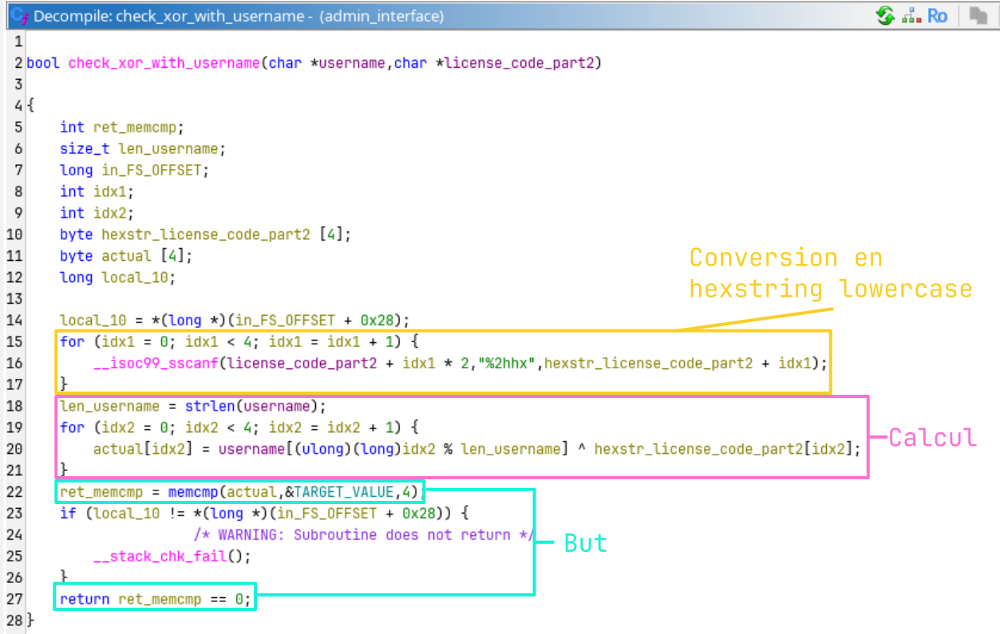 Decompile: check_xor_with_username - (admin_interface)
Ro
1
2 bool check_xor_with_username(char *username,char *license_code_part2)
3
4 {
5     int ret_memcmp;
6     size_t len_username;
7     long in_FS_OFFSET;
8     int idx1;
9     int idx2;
10     byte hexstr_license_code_part2 [4];
11     byte actual [4];
12     long local_10;
13
14     local_10 = *(long *)(in_FS_OFFSET + 0x28);
15     for (idx1 = 0; idx1 < 4; idx1 = idx1 + 1) {
16         __isoc99_sscanf(license_code_part2 + idx1 * 2,"%2hhx",hexstr_license_code_part2 + idx1);
17     }
18     len_username = strlen(username);
19     for (idx2 = 0; idx2 < 4; idx2 = idx2 + 1) {
20         actual[idx2] = username[(ulong)(long)idx2 % len_username] ^ hexstr_license_code_part2[idx2];
21     }
22     ret_memcmp = memcmp(actual,&TARGET_VALUE,4);
23     if (local_10 != *(long *)(in_FS_OFFSET + 0x28)) {
24                     /* WARNING: Subroutine does not return */
25         __stack_chk_fail();
26     }
27     return ret_memcmp == 0;
28 }
Conversion en
hexstring lowercase
Calcul
But